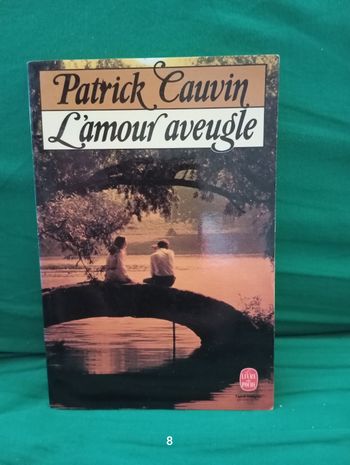 Patrick Cauvin
L'amour aveugle
LE LIVRE
DE POCHE
8